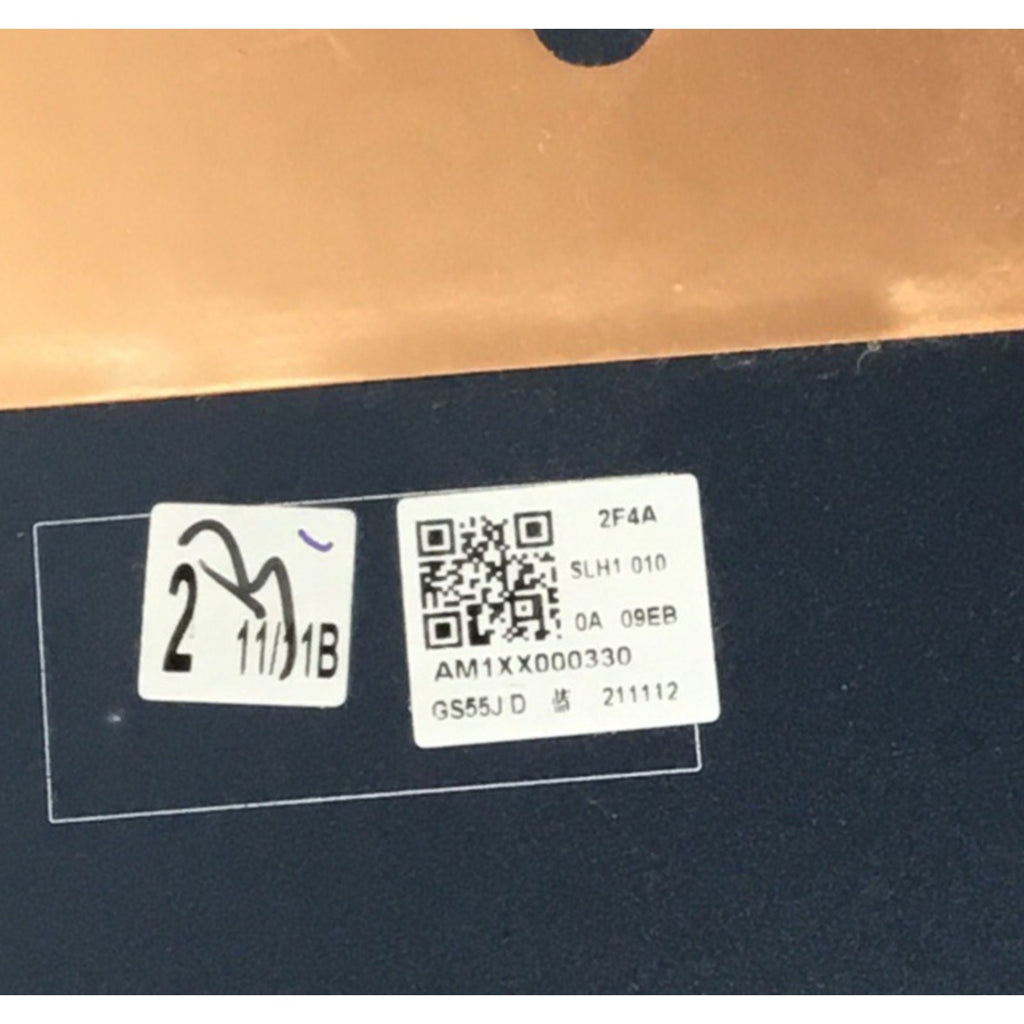 2
11/11B
2F4A
SLH1 010
0A 09EB
AM1XX000330
GS55J D 211112